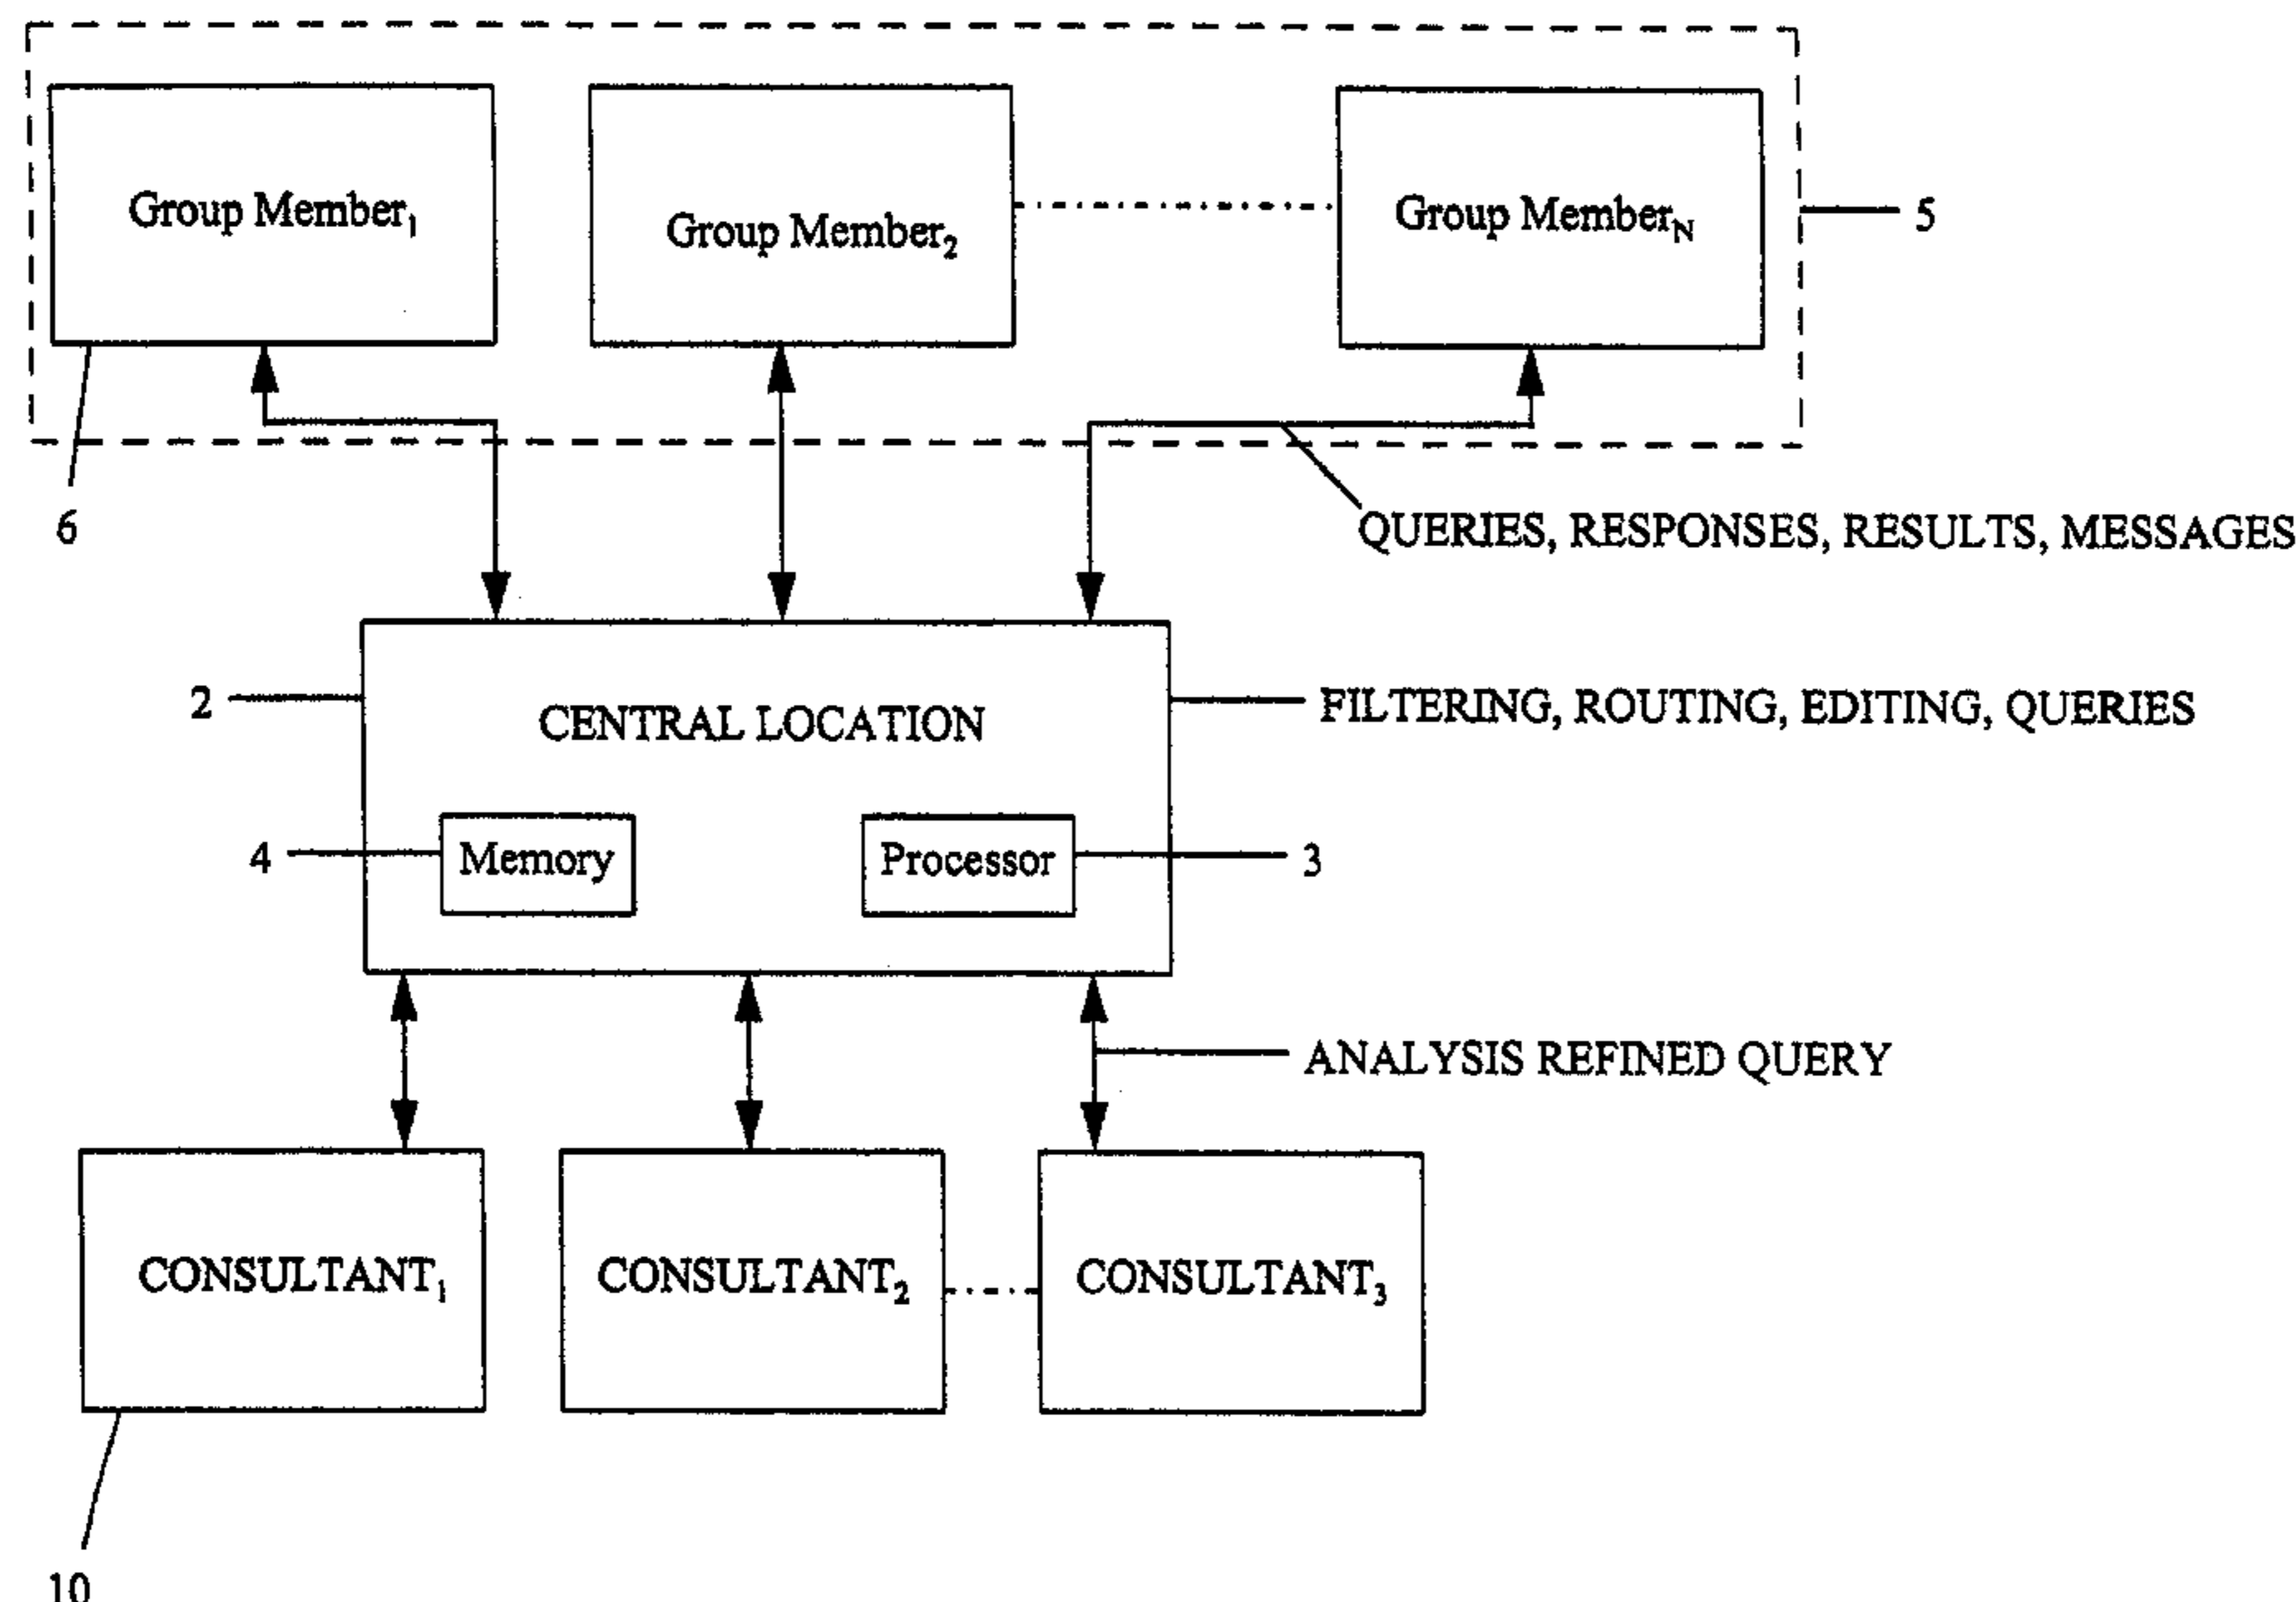 Group Member1
Group Member2
Group MemberN
5
6
QUERIES, RESPONSES, RESULTS, MESSAGES
2
CENTRAL LOCATION
FILTERING, ROUTING, EDITING, QUERIES
4
Memory
Processor
3
ANALYSIS REFINED QUERY
CONSULTANT1
CONSULTANT2
CONSULTANT3
10